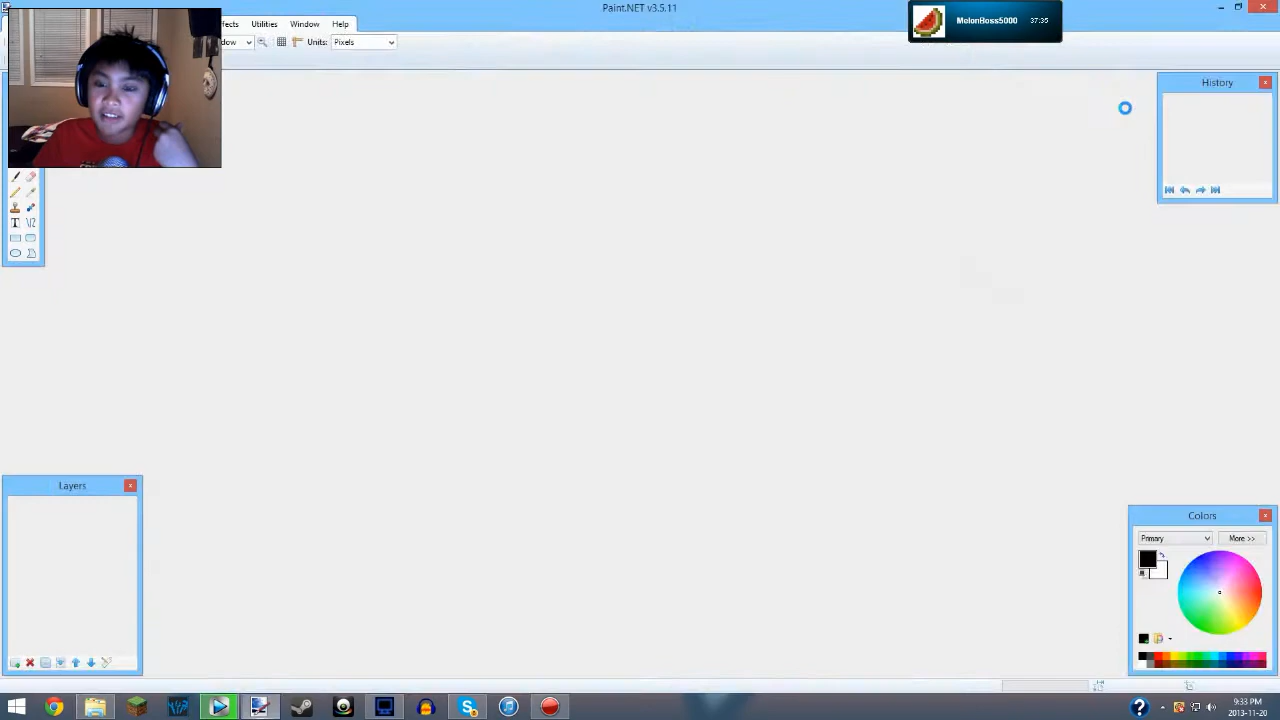 Paint.NET v3.5.11
MelonBoss5000 37:35
ffects Utilities Window Help
dow Units: Pixels
History
Layers
Colors
Primary More >>
T
9:33 PM
2013-11-20